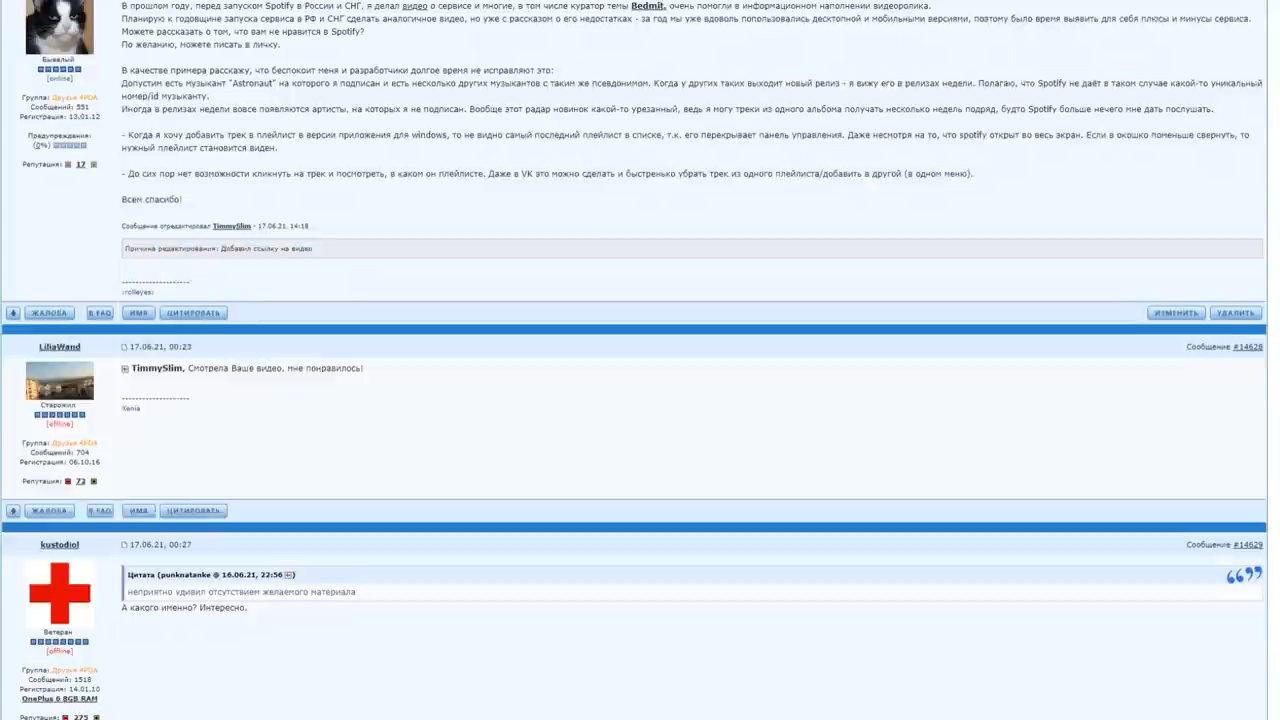 В прошлом году, перед запуском Spotify в России и СНГ, я делал видео о сервисе и многие, в том числе куратор темы Bedmit, очень помогли в информационном наполнении видеоролика.
Планирую к годовщине запуска сервиса в РФ и СНГ сделать аналогичное видео, но уже с рассказом о его недостатках - за год мы уже вдоволь попользовались десктопной и мобильными версиями, поэтому было время выявить для себя плюсы и минусы сервиса.
Можете рассказать о том, что вам не нравится в Spotify?
По желанию, можете писать в личку.
Бывалый
[online]
Группа: Друзья 4PDA
Сообщений: 551
Регистрация: 13.01.12
Предупреждения:
(0%)
Репутация: 17
В качестве примера расскажу, что беспокоит меня и разработчики долгое время не исправляют это:
Допустим есть музыкант "Astronaut" на которого я подписан и есть несколько других музыкантов с таким же псевдонимом. Когда у других таких выходит новый релиз - я вижу его в релизах недели. Полагаю, что Spotify не даёт в таком случае какой-то уникальный
номер/id музыканту.
Иногда в релизах недели вовсе появляются артисты, на которых я не подписан. Вообще этот радар новинок какой-то урезанный, ведь я могу треки из одного альбома получать несколько недель подряд, будто Spotify больше нечего мне дать послушать.
- Когда я хочу добавить трек в плейлист в версии приложения для windows, то не видно самый последний плейлист в списке, т.к. его перекрывает панель управления. Даже несмотря на то, что spotify открыт во весь экран. Если в окошко поменьше свернуть, то
нужный плейлист становится виден.
- До сих пор нет возможности кликнуть на трек и посмотреть, в каком он плейлисте. Даже в VK это можно сделать и быстренько убрать трек из одного плейлиста/добавить в другой (в одном меню).
Всем спасибо!
Сообщение отредактировал TimmySlim - 17.06.21, 14:18
Причина редактирования: Добавил ссылку на видео
--------------------
:rolleyes:
ЖАЛОБА В FAQ ИМЯ ЦИТИРОВАТЬ ИЗМЕНИТЬ УДАЛИТЬ
LiliaWand 17.06.21, 00:23 Сообщение #14628
TimmySlim, Смотрела Ваше видео, мне понравилось!
--------------------
Xenia
Старожил
[offline]
Группа: Друзья 4PDA
Сообщений: 704
Регистрация: 06.10.16
Репутация: 73
ЖАЛОБА В FAQ ИМЯ ЦИТИРОВАТЬ
kustodiol 17.06.21, 00:27 Сообщение #14629
Цитата (punknatanke @ 16.06.21, 22:56)
неприятно удивил отсутствием желаемого материала
А какого именно? Интересно.
Ветеран
[offline]
Группа: Друзья 4PDA
Сообщений: 1518
Регистрация: 14.01.10
OnePlus 6 8GB RAM
Репутация: 275